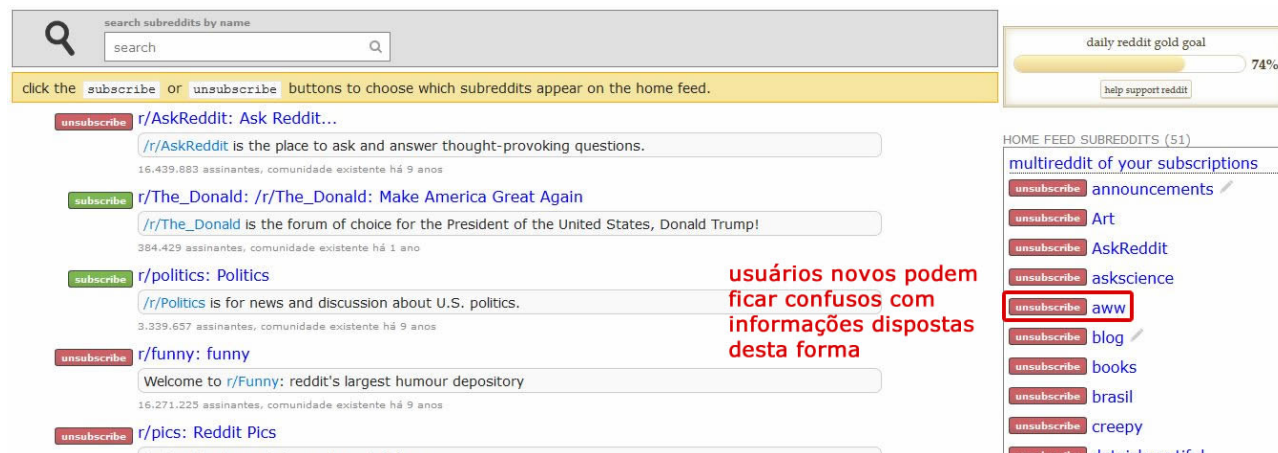 search subreddits by name
search
click the subscribe or unsubscribe buttons to choose which subreddits appear on the home feed.
unsubscribe r/AskReddit: Ask Reddit...
/r/AskReddit is the place to ask and answer thought-provoking questions.
16.439.883 assinantes, comunidade existente há 9 anos
subscribe r/The_Donald: /r/The_Donald: Make America Great Again
/r/The_Donald is the forum of choice for the President of the United States, Donald Trump!
384.429 assinantes, comunidade existente há 1 ano
subscribe r/politics: Politics
/r/Politics is for news and discussion about U.S. politics.
3.339.657 assinantes, comunidade existente há 9 anos
unsubscribe r/funny: funny
Welcome to r/Funny: reddit's largest humour depository
16.271.225 assinantes, comunidade existente há 9 anos
unsubscribe r/pics: Reddit Pics
usuários novos podem
ficar confusos com
informações dispostas
desta forma
daily reddit gold goal
74%
help support reddit
HOME FEED SUBREDDITS (51)
multireddit of your subscriptions
unsubscribe announcements
unsubscribe Art
unsubscribe AskReddit
unsubscribe askscience
unsubscribe aww
unsubscribe blog
unsubscribe books
unsubscribe brasil
unsubscribe creepy